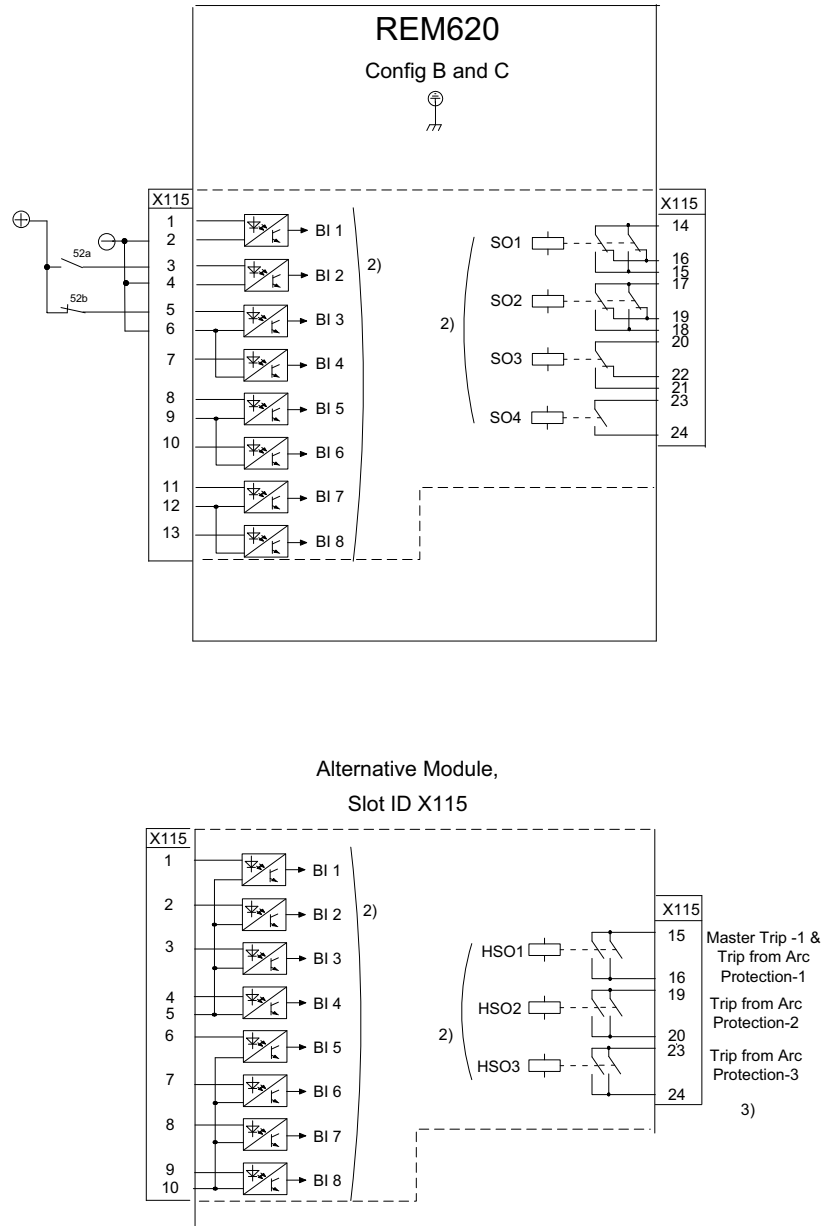 REM620
Config B and C
X115
1
2
3
4
5
6
7
8
9
10
11
12
13
52a
52b
BI 1
BI 2
BI 3
BI 4
BI 5
BI 6
BI 7
BI 8
2)
2)
SO1
SO2
SO3
SO4
X115
14
16
15
17
19
18
20
22
21
23
24
Alternative Module,
Slot ID X115
X115
1
2
3
4
5
6
7
8
9
10
BI 1
BI 2
BI 3
BI 4
BI 5
BI 6
BI 7
BI 8
2)
2)
HSO1
HSO2
HSO3
X115
15
16
19
20
23
24
Master Trip -1 &
Trip from Arc
Protection-1
Trip from Arc
Protection-2
Trip from Arc
Protection-3
3)